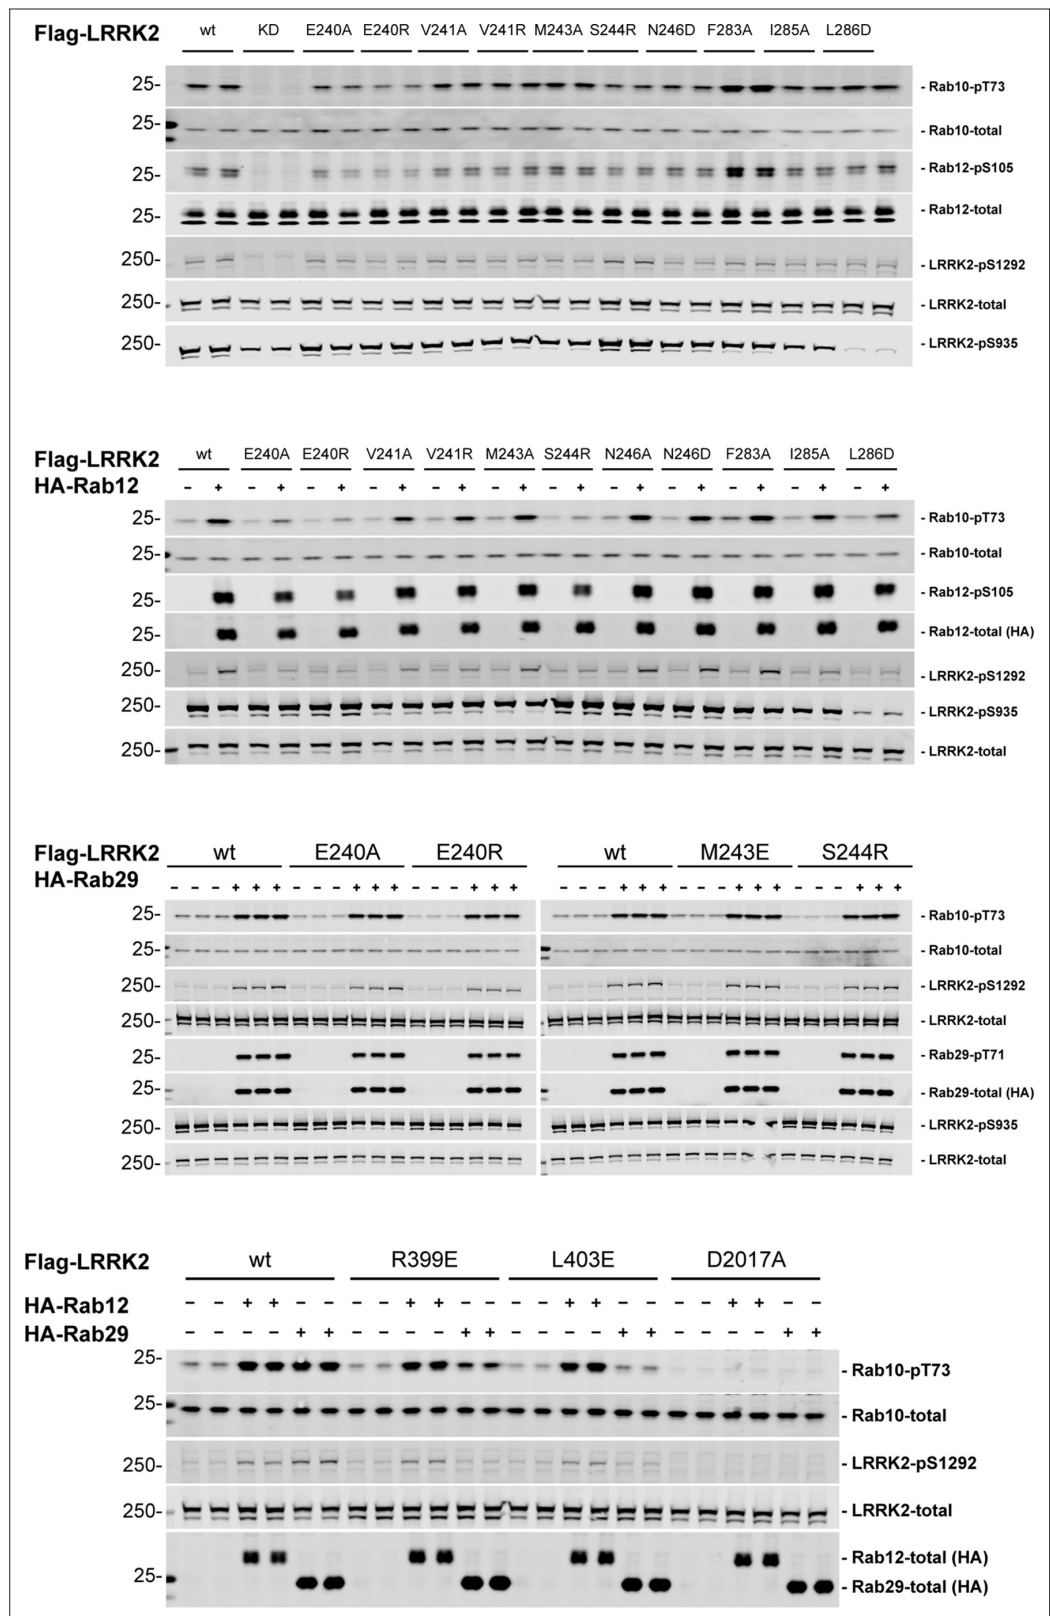 Flag-LRRK2 wt KD E240A E240R V241A V241R M243A S244R N246D F283A I285A L286D
25- - Rab10-pT73
25- - Rab10-total
25- - Rab12-pS105
25- - Rab12-total
250- - LRRK2-pS1292
250- - LRRK2-total
250- - LRRK2-pS935
Flag-LRRK2 wt E240A E240R V241A V241R M243A S244R N246A N246D F283A I285A L286D
HA-Rab12 - + - + - + - + - + - + - + - + - + - + - + - +
25- - Rab10-pT73
25- - Rab10-total
25- - Rab12-pS105
25- - Rab12-total (HA)
250- - LRRK2-pS1292
250- - LRRK2-pS935
250- - LRRK2-total
Flag-LRRK2 wt E240A E240R wt M243E S244R
HA-Rab29 - - - + + + - - - + + + - - - + + + - - - + + + - - - + + + - - - + + +
25- - Rab10-pT73
25- - Rab10-total
250- - LRRK2-pS1292
250- - LRRK2-total
25- - Rab29-pT71
25- - Rab29-total (HA)
250- - LRRK2-pS935
250- - LRRK2-total
Flag-LRRK2 wt R399E L403E D2017A
HA-Rab12 - - + + - - - - + + - - - - + + - - - - + + - -
HA-Rab29 - - - - + + - - - - + + - - - - + + - - - - + +
25- - Rab10-pT73
25- - Rab10-total
250- - LRRK2-pS1292
250- - LRRK2-total
- Rab12-total (HA)
25- - Rab29-total (HA)